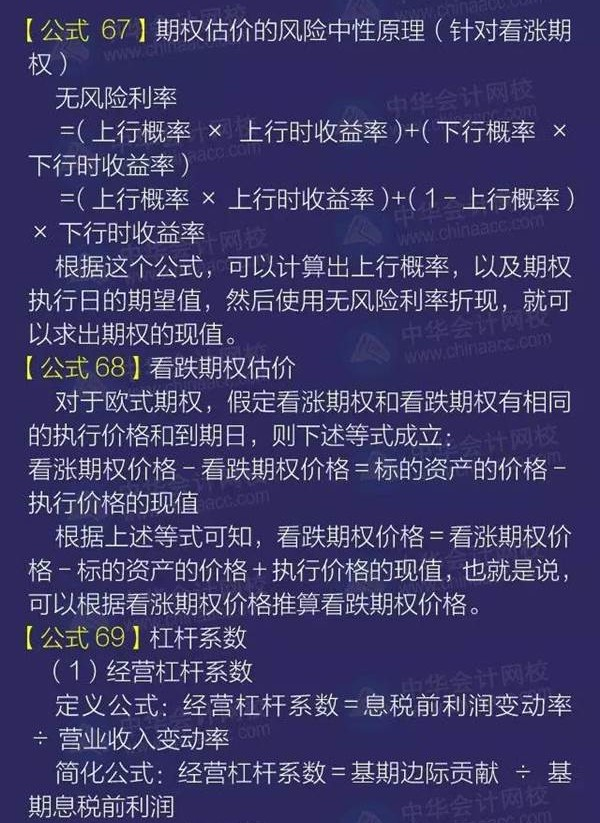 【公式 67】期权估价的风险中性原理（针对看涨期
权）
无风险利率
=（上行概率 × 上行时收益率）+（下行概率 ×
下行时收益率）
=（上行概率 × 上行时收益率）+（1-上行概率）
× 下行时收益率
根据这个公式，可以计算出上行概率，以及期权
执行日的期望值，然后使用无风险利率折现，就可
以求出期权的现值。
【公式 68】看跌期权估价
对于欧式期权，假定看涨期权和看跌期权有相同
的执行价格和到期日，则下述等式成立：
看涨期权价格-看跌期权价格=标的资产的价格-
执行价格的现值
根据上述等式可知，看跌期权价格=看涨期权价
格-标的资产的价格+执行价格的现值，也就是说，
可以根据看涨期权价格推算看跌期权价格。
【公式 69】杠杆系数
（1）经营杠杆系数
定义公式：经营杠杆系数=息税前利润变动率
÷ 营业收入变动率
简化公式：经营杠杆系数=基期边际贡献 ÷ 基
期息税前利润
中华会计网校
www.chinaacc.com